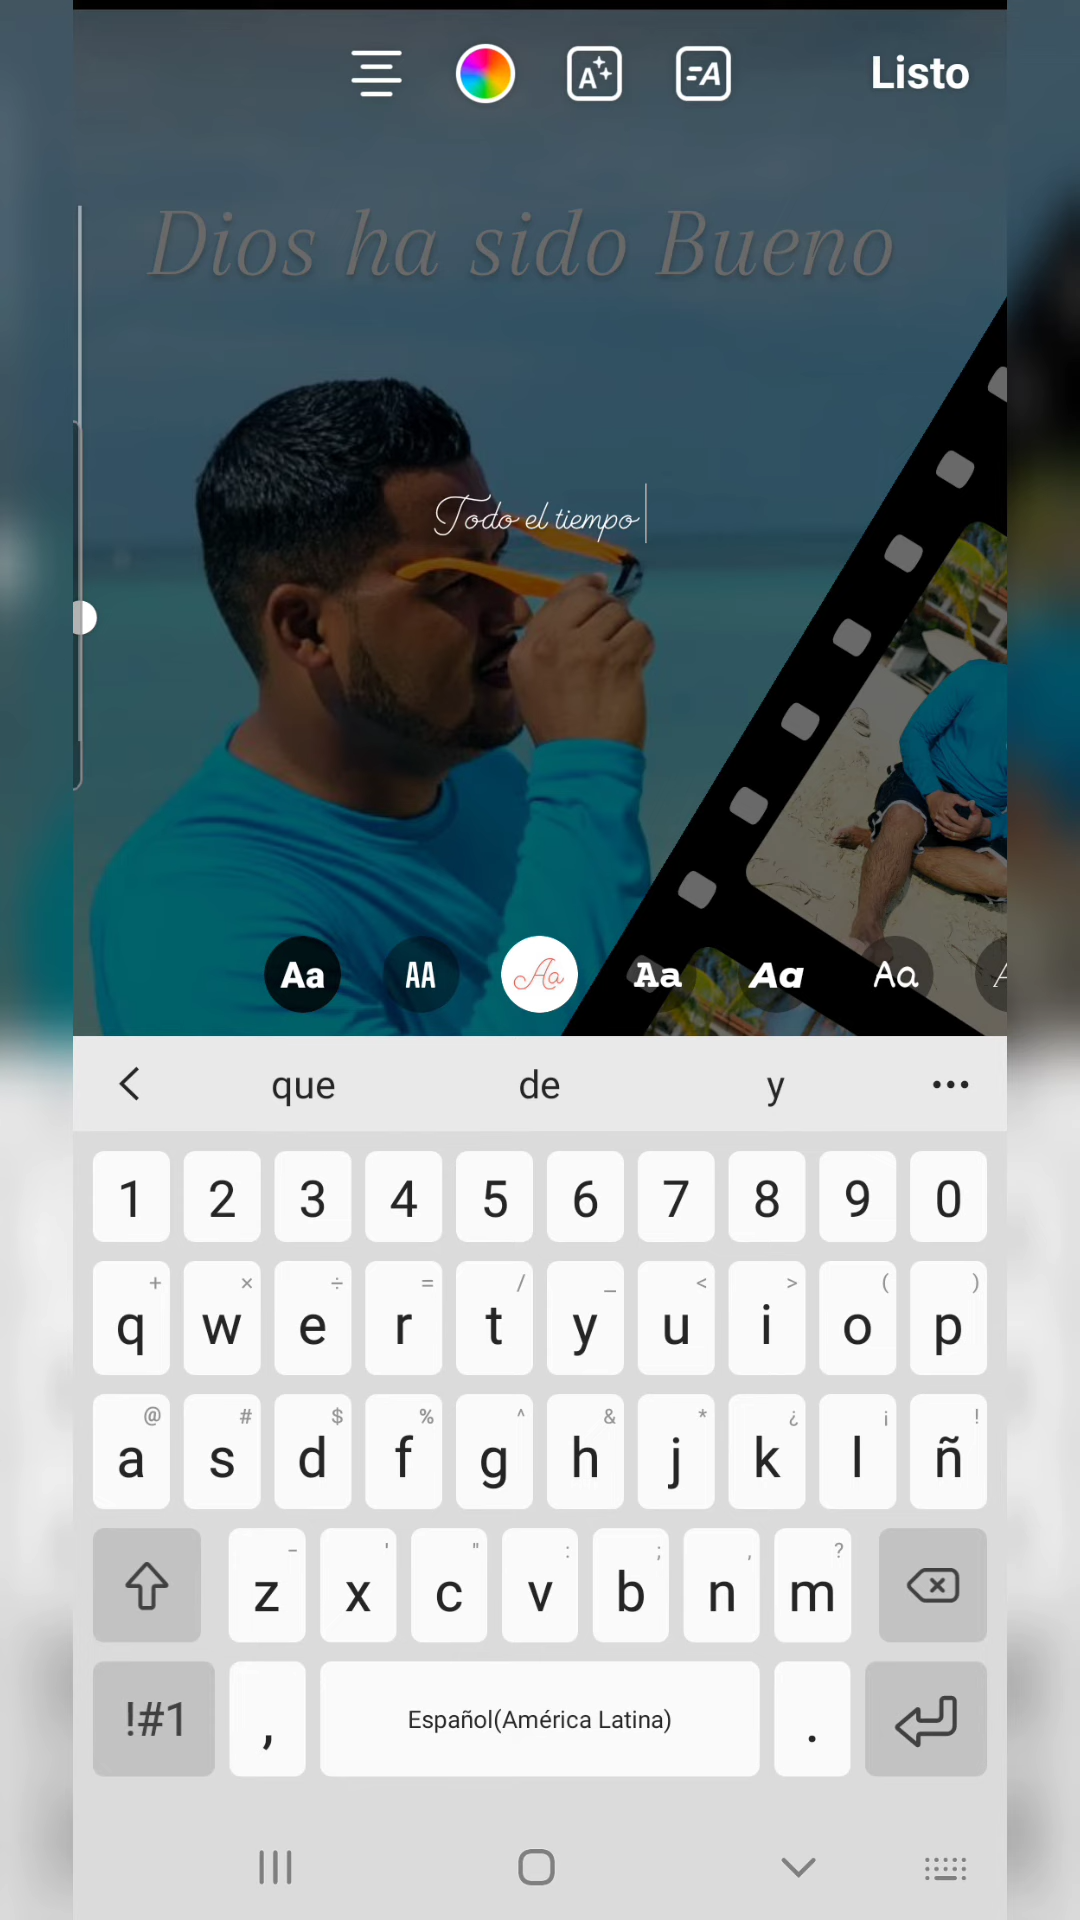 Listo
Dios ha sido Bueno
Todo el tiempo
Aa AA Aa Aa Aa Aa A
que de y ...
1 2 3 4 5 6 7 8 9 0
+ × ÷ = / _ < > ( )
q w e r t y u i o p
@ # $ % ^ & * ¿ ¡ !
a s d f g h j k l ñ
- ' " : ; , ?
z x c v b n m
!#1 , Español(América Latina) .